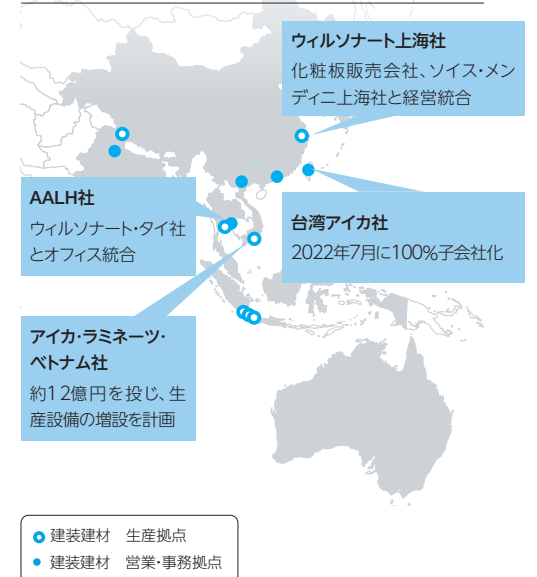 ウィルソナート上海社
化粧板販売会社、ソイス・メン
ディニ上海社と経営統合
AALH社
ウィルソナート・タイ社
とオフィス統合
台湾アイカ社
2022年7月に100%子会社化
アイカ・ラミネーツ・
ベトナム社
約12億円を投じ、生
産設備の増設を計画
建装建材　生産拠点
建装建材　営業・事務拠点